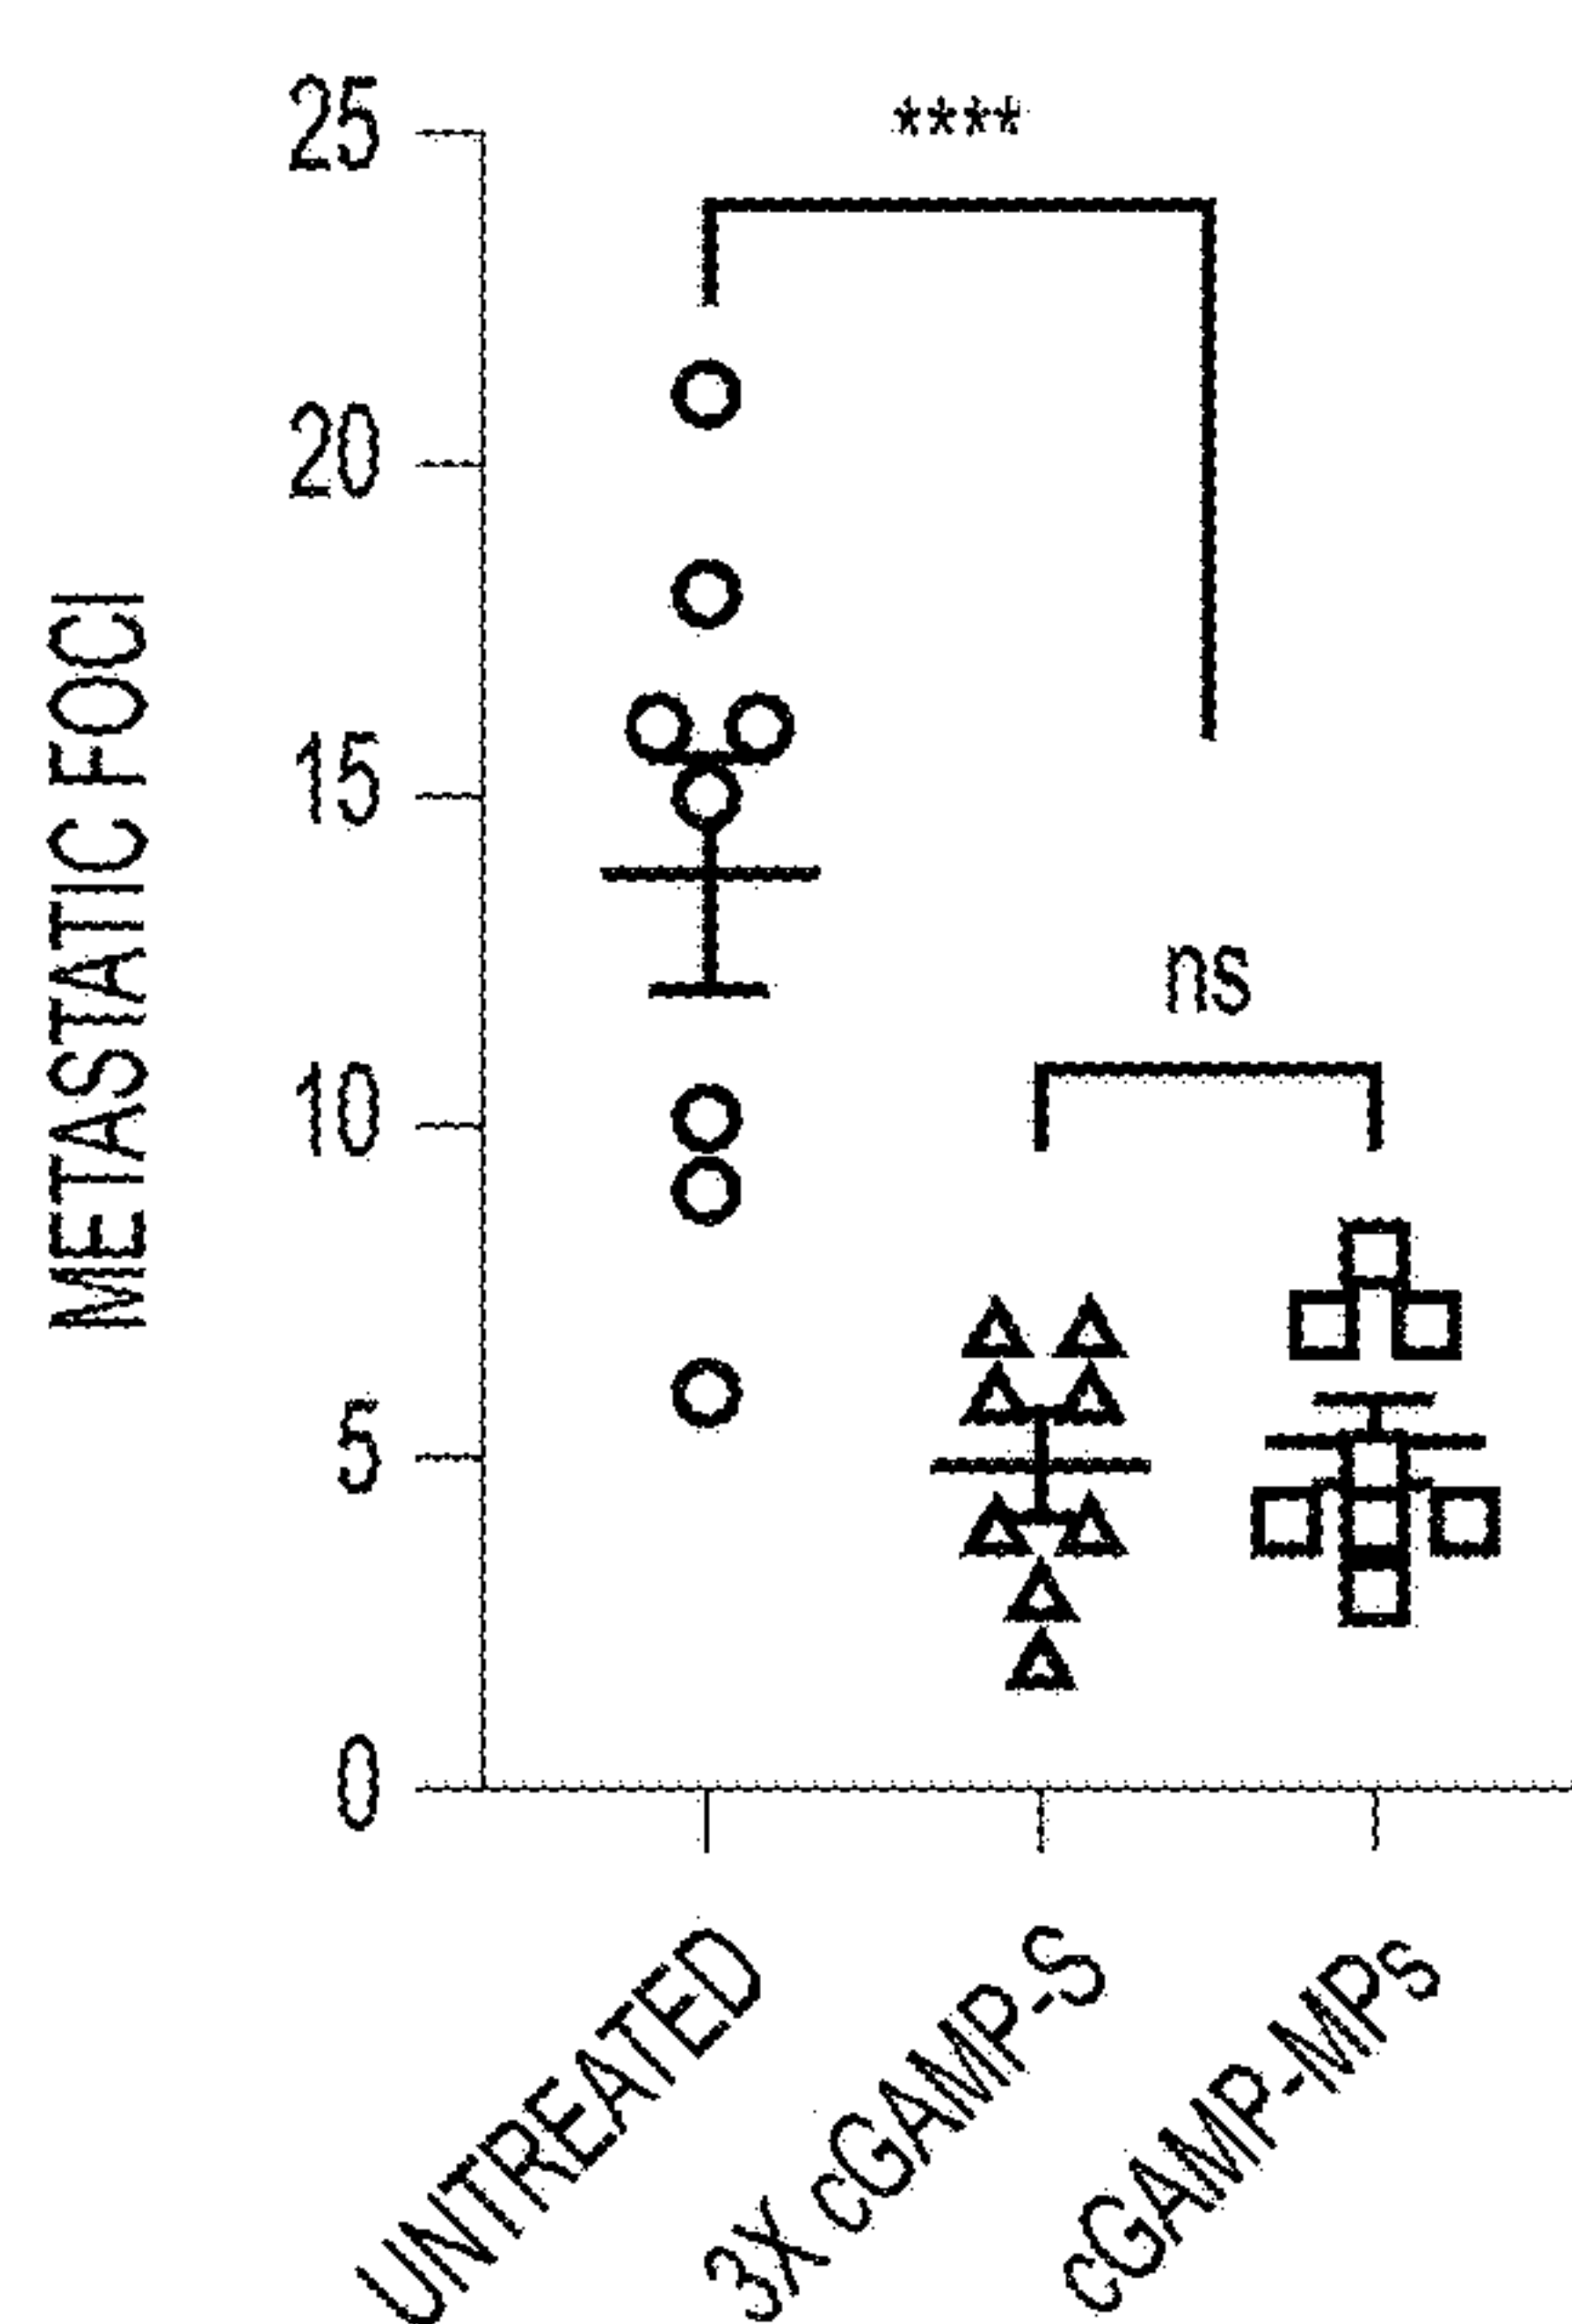 METASTATIC FOCI
25
20
15
10
5
0
****
ns
UNTREATED
3X cGAMP-S
cGAMP-MPs